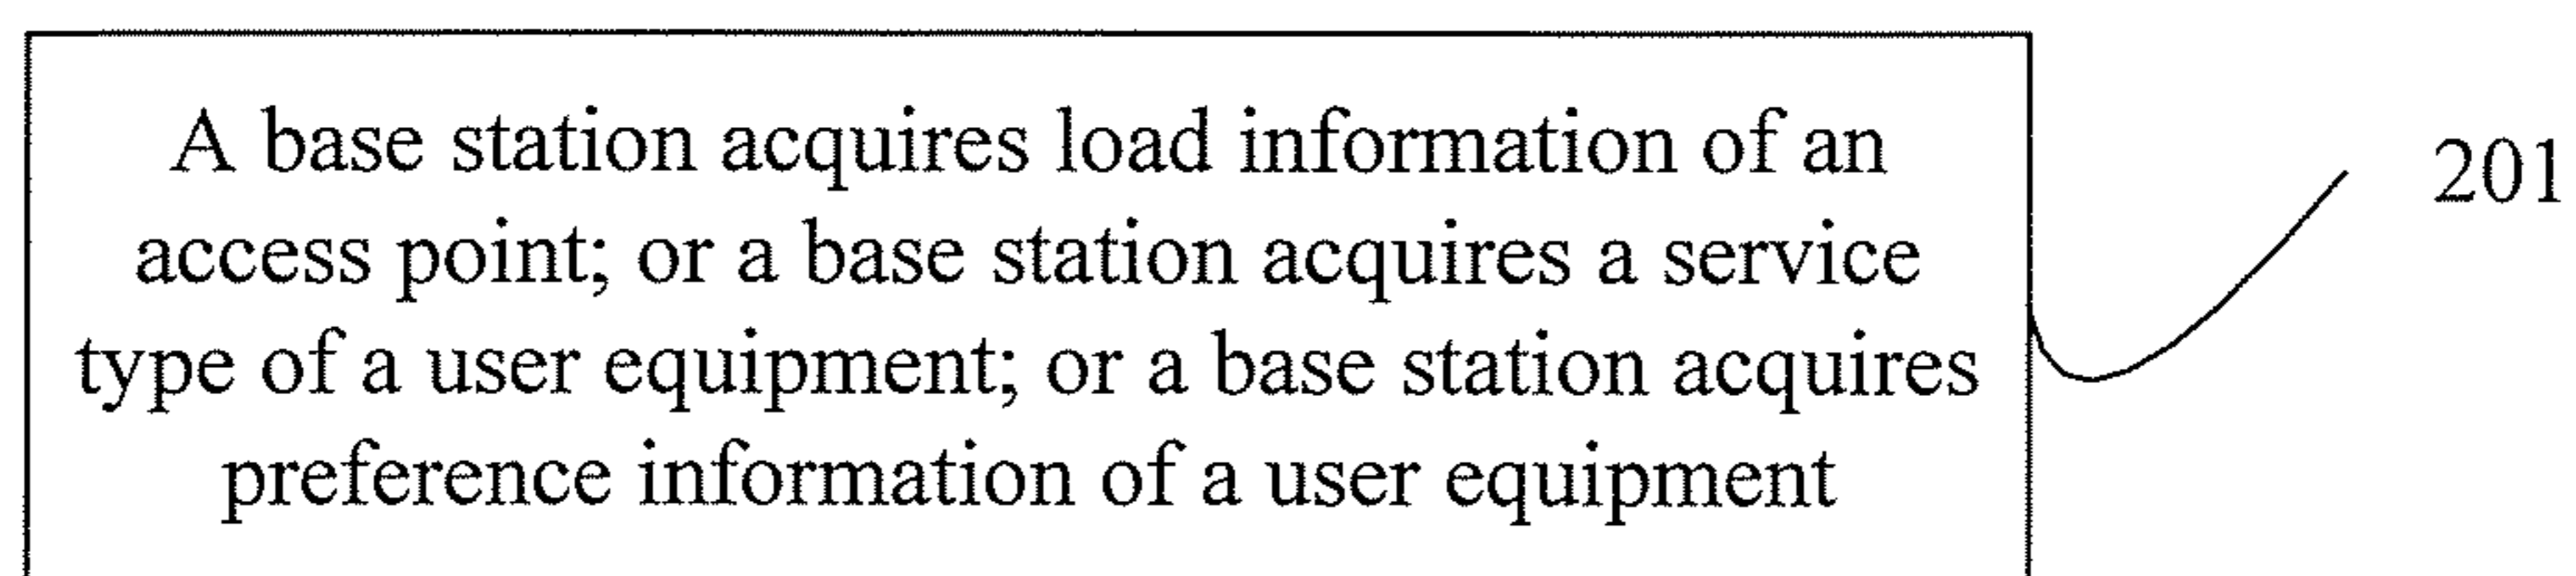 A base station acquires load information of an
access point; or a base station acquires a service
type of a user equipment; or a base station acquires
preference information of a user equipment
201